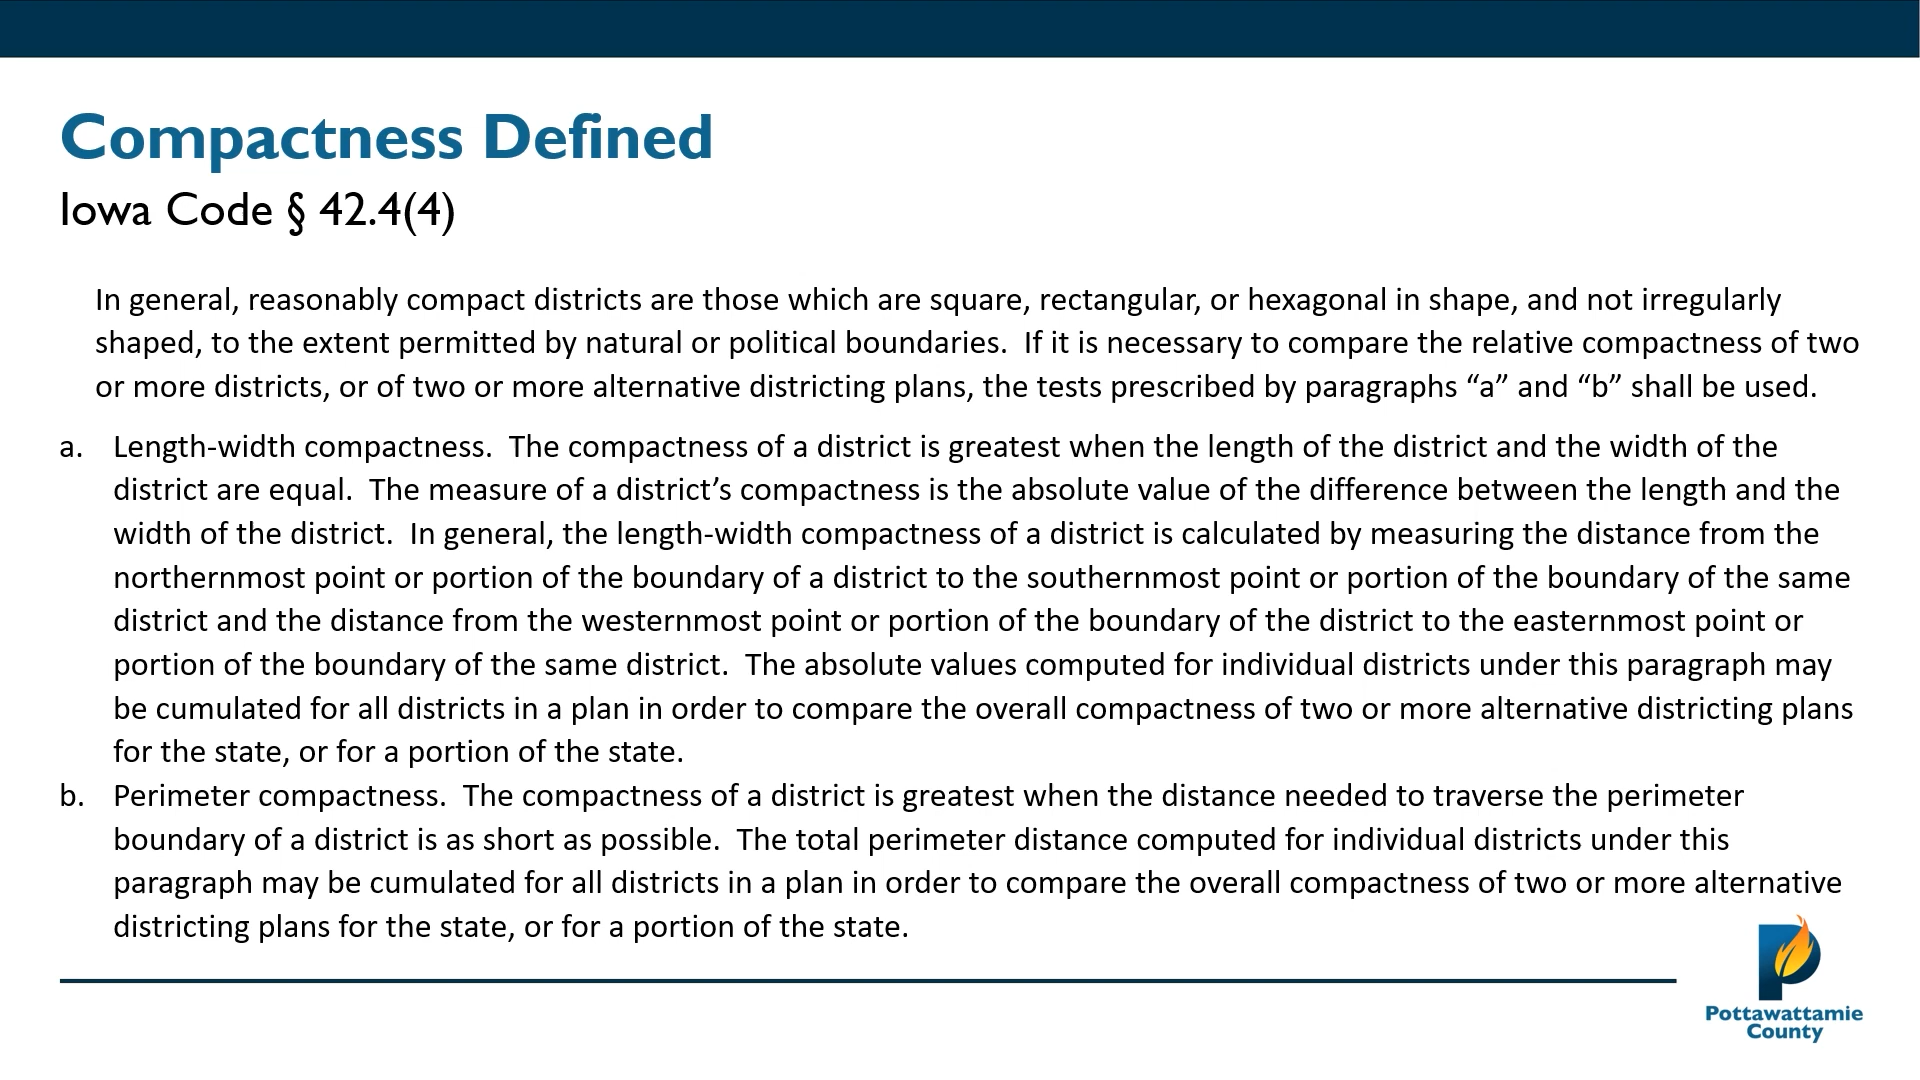 Compactness Defined
Iowa Code § 42.4(4)
In general, reasonably compact districts are those which are square, rectangular, or hexagonal in shape, and not irregularly
shaped, to the extent permitted by natural or political boundaries.  If it is necessary to compare the relative compactness of two
or more districts, or of two or more alternative districting plans, the tests prescribed by paragraphs “a” and “b” shall be used.
a. Length-width compactness.  The compactness of a district is greatest when the length of the district and the width of the
district are equal.  The measure of a district’s compactness is the absolute value of the difference between the length and the
width of the district.  In general, the length-width compactness of a district is calculated by measuring the distance from the
northernmost point or portion of the boundary of a district to the southernmost point or portion of the boundary of the same
district and the distance from the westernmost point or portion of the boundary of the district to the easternmost point or
portion of the boundary of the same district.  The absolute values computed for individual districts under this paragraph may
be cumulated for all districts in a plan in order to compare the overall compactness of two or more alternative districting plans
for the state, or for a portion of the state.
b. Perimeter compactness.  The compactness of a district is greatest when the distance needed to traverse the perimeter
boundary of a district is as short as possible.  The total perimeter distance computed for individual districts under this
paragraph may be cumulated for all districts in a plan in order to compare the overall compactness of two or more alternative
districting plans for the state, or for a portion of the state.
Pottawattamie
County